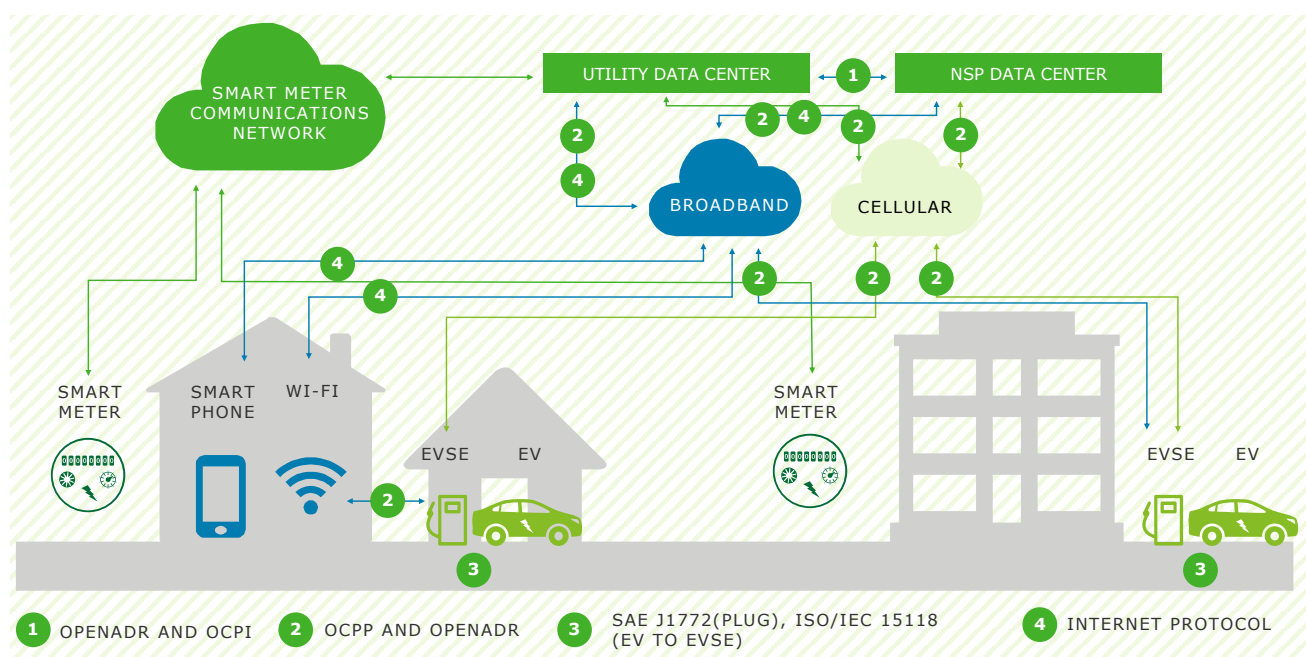 UTILITY DATA CENTER
1
NSP DATA CENTER
SMART METER
COMMUNICATIONS
NETWORK
2
2
4
2
2
4
BROADBAND
CELLULAR
4
2
2
2
4
SMART
METER
SMART
PHONE
WI-FI
SMART
METER
EVSE
EV
EVSE
EV
00000000
00000000
2
3
3
1 OPENADR AND OCPI
2 OCPP AND OPENADR
3 SAE J1772(PLUG), ISO/IEC 15118
(EV TO EVSE)
4 INTERNET PROTOCOL